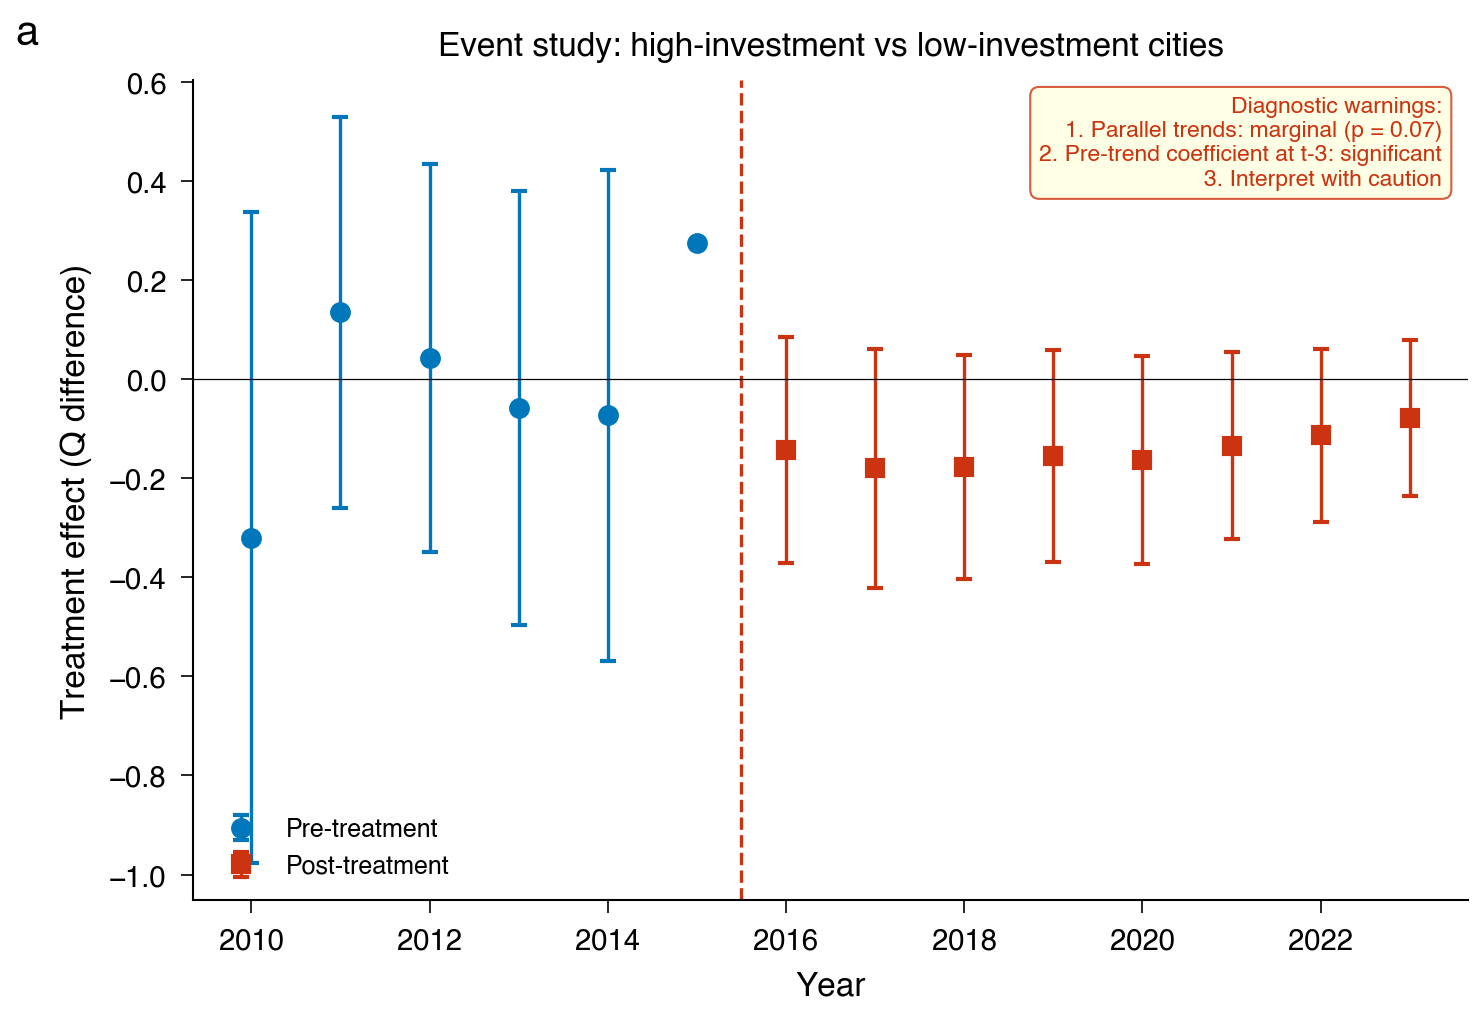 a
Event study: high-investment vs low-investment cities
Diagnostic warnings:
1. Parallel trends: marginal (p = 0.07)
2. Pre-trend coefficient at t-3: significant
3. Interpret with caution
Treatment effect (Q difference)
0.6
0.4
0.2
0.0
−0.2
−0.4
−0.6
−0.8
−1.0
Pre-treatment
Post-treatment
2010
2012
2014
2016
2018
2020
2022
Year